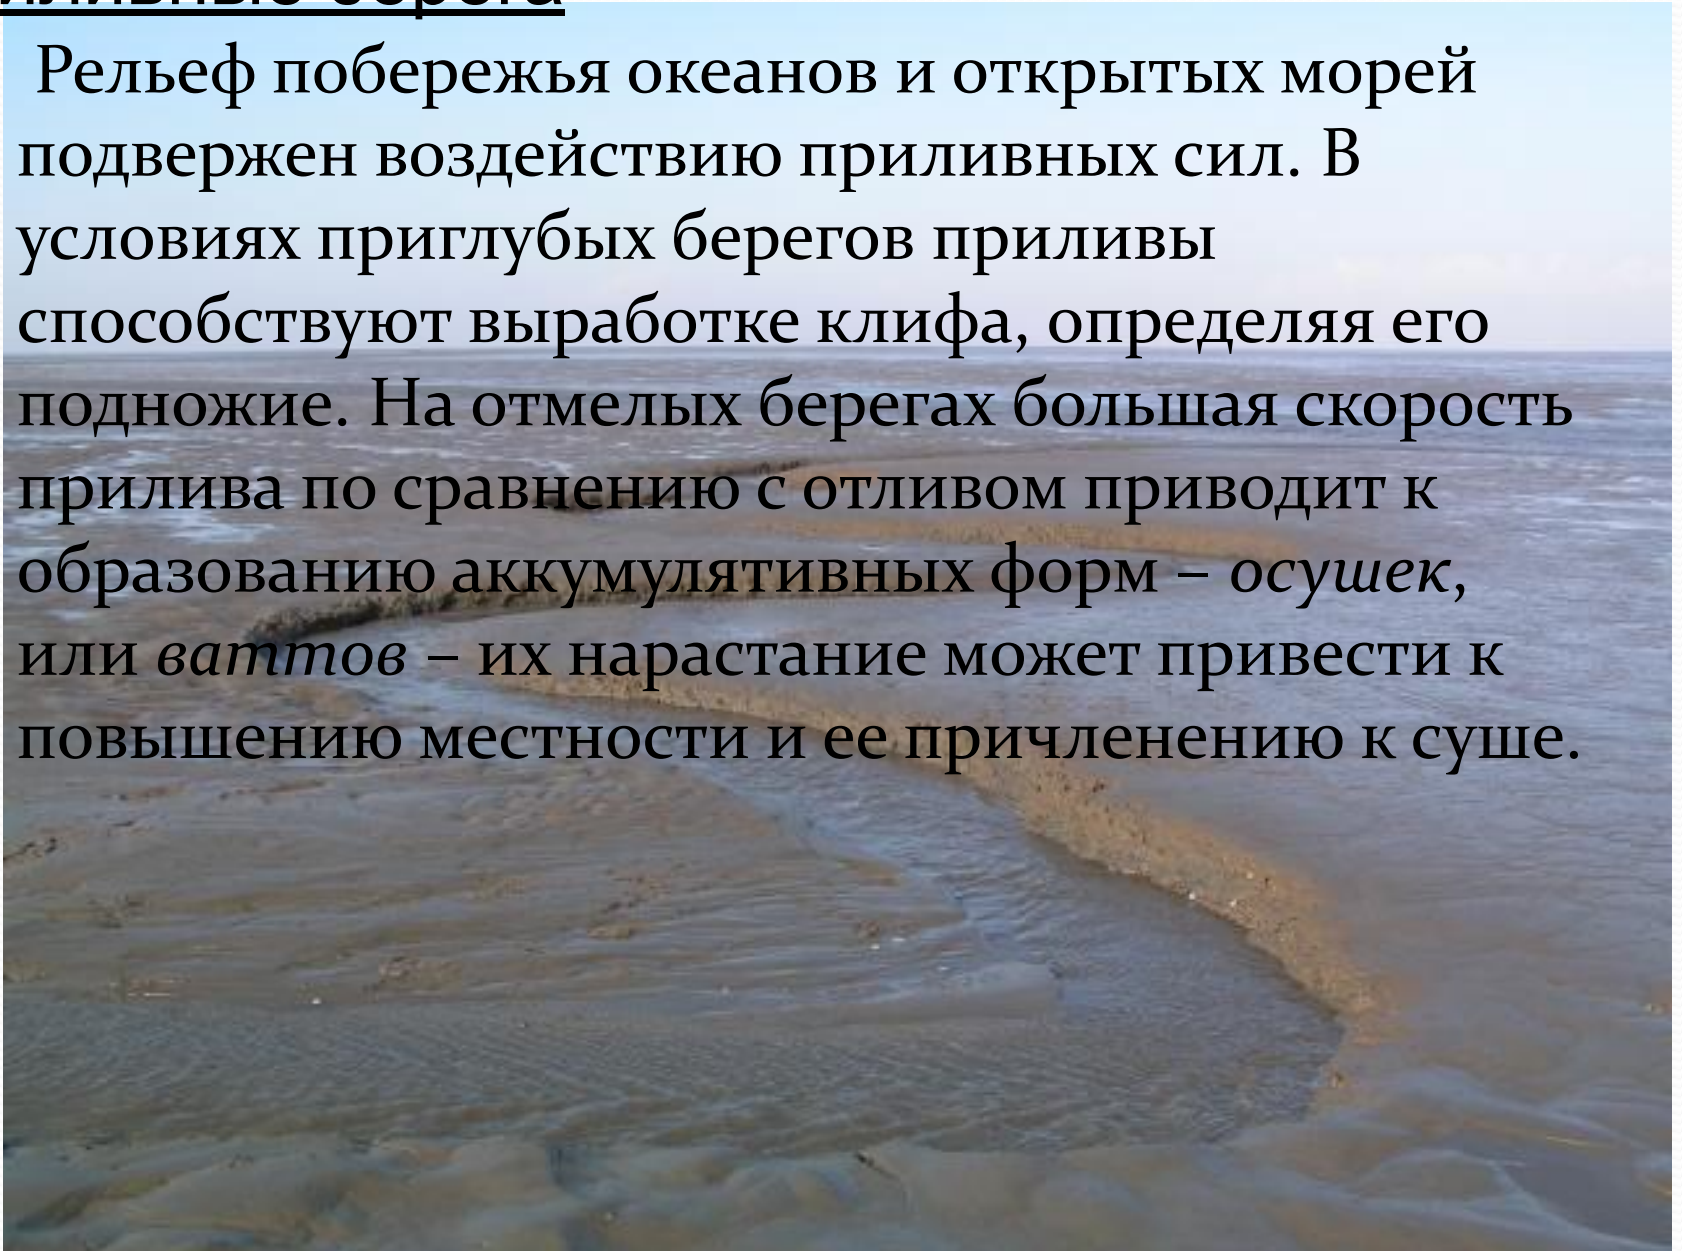 берега
Рельеф побережья океанов и открытых морей
подвержен воздействию приливных сил. В
условиях приглубых берегов приливы
способствуют выработке клифа, определяя его
подножие. На отмелых берегах большая скорость
прилива по сравнению с отливом приводит к
образованию аккумулятивных форм – осушек,
или ваттов – их нарастание может привести к
повышению местности и ее причленению к суше.